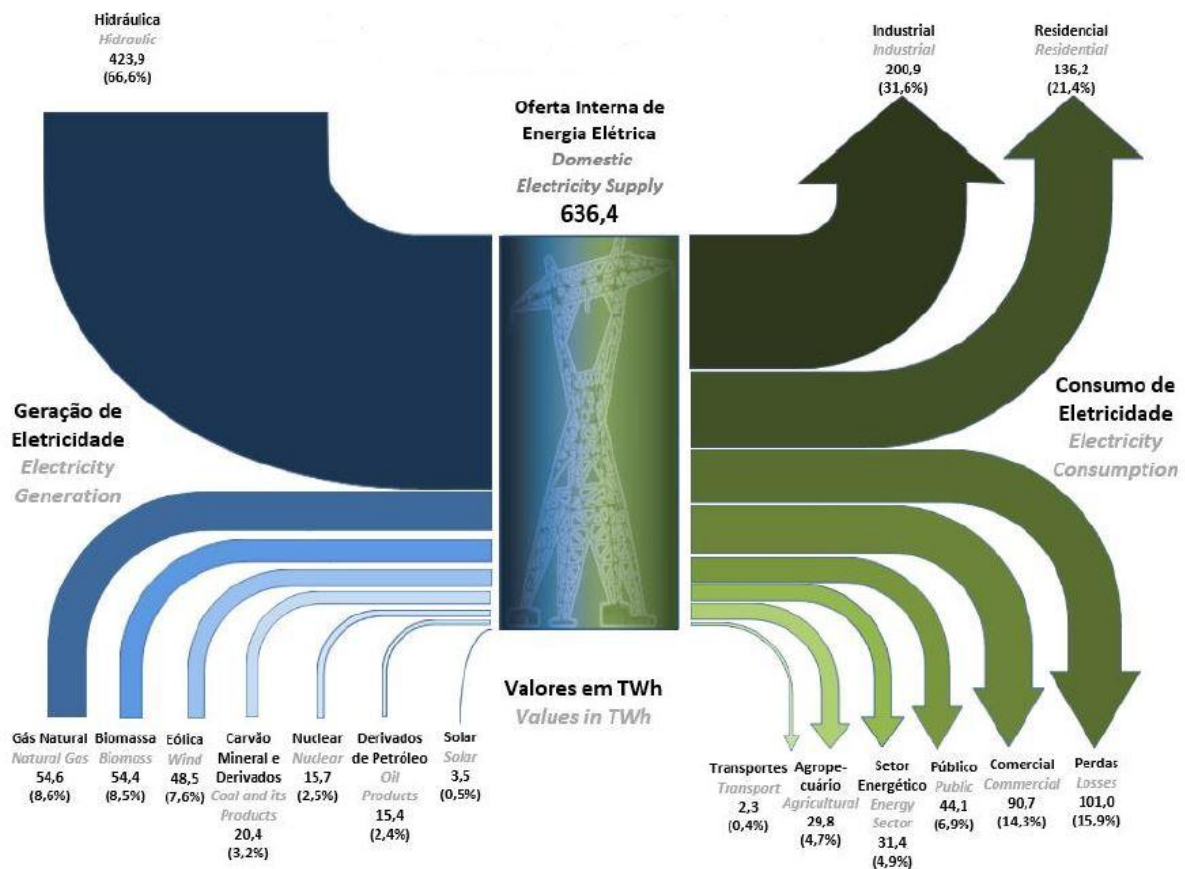 Hidráulica
Hidraulic
423,9
(66,6%)
Oferta Interna de
Energia Elétrica
Domestic
Electricity Supply
636,4
Industrial
Industrial
200,9
(31,6%)
Residencial
Residential
136,2
(21,4%)
Geração de
Eletricidade
Electricity
Generation
Consumo de
Eletricidade
Electricity
Consumption
Valores em TWh
Values in TWh
Gás Natural
Natural Gas
54,6
(8,6%)
Biomassa
Biomass
54,4
(8,5%)
Eólica
Wind
48,5
(7,6%)
Carvão
Mineral e
Derivados
Coal and its
Products
20,4
(3,2%)
Nuclear
Nuclear
15,7
(2,5%)
Derivados
de Petróleo
Oil
Products
15,4
(2,4%)
Solar
Solar
3,5
(0,5%)
Transportes
Transport
2,3
(0,4%)
Agrope-
cuário
Agricultural
29,8
(4,7%)
Setor
Energético
Energy
Sector
31,4
(4,9%)
Público
Public
44,1
(6,9%)
Comercial
Commercial
90,7
(14,3%)
Perdas
Losses
101,0
(15,9%)